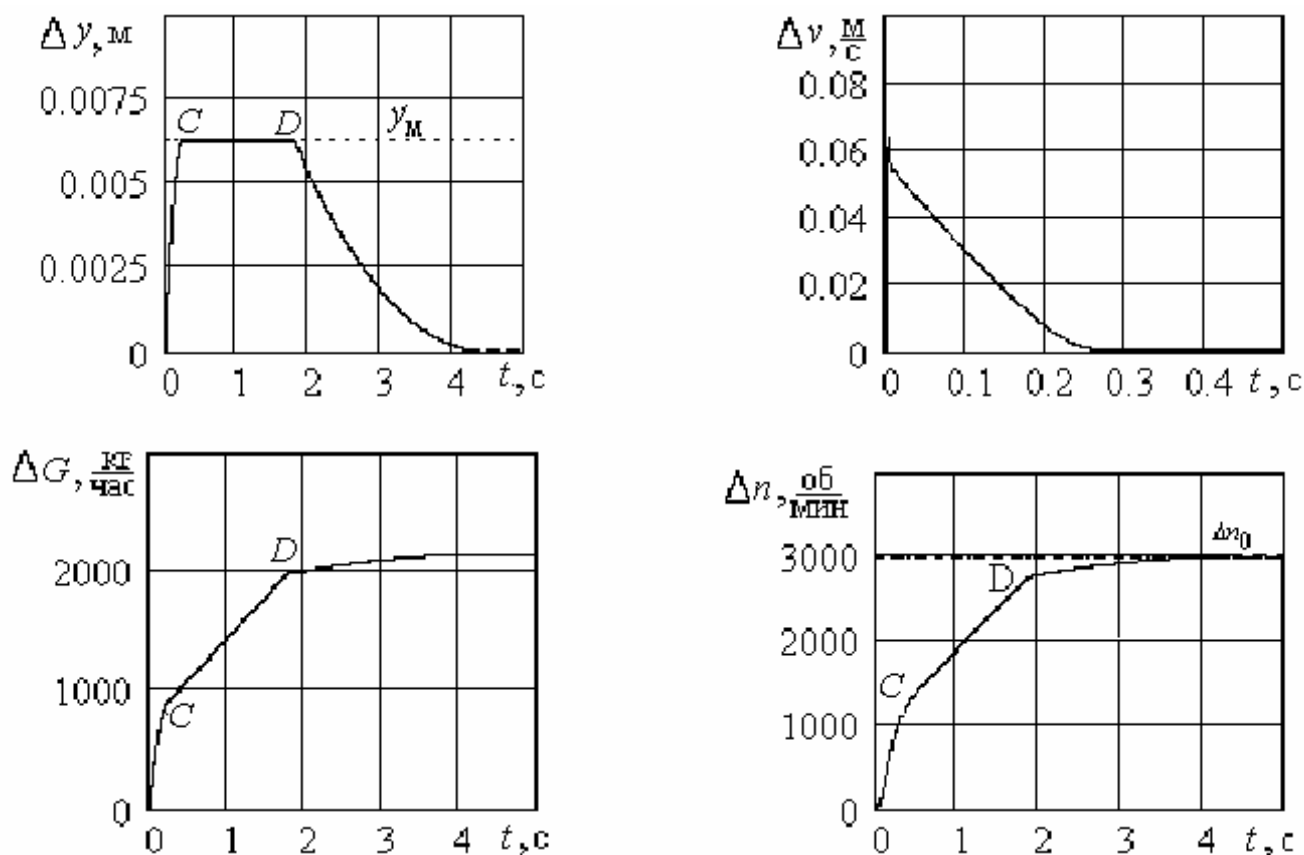 Δy, м
0.0075
0.005
0.0025
0
C
D
yм
0 1 2 3 4 t, с
Δv, м/с
0.08
0.06
0.04
0.02
0
0 0.1 0.2 0.3 0.4 t, с
ΔG, кг/час
2000
1000
0
D
C
0 1 2 3 4 t, с
Δn, об/мин
3000
2000
1000
0
Δn₀
D
C
0 1 2 3 4 t, с